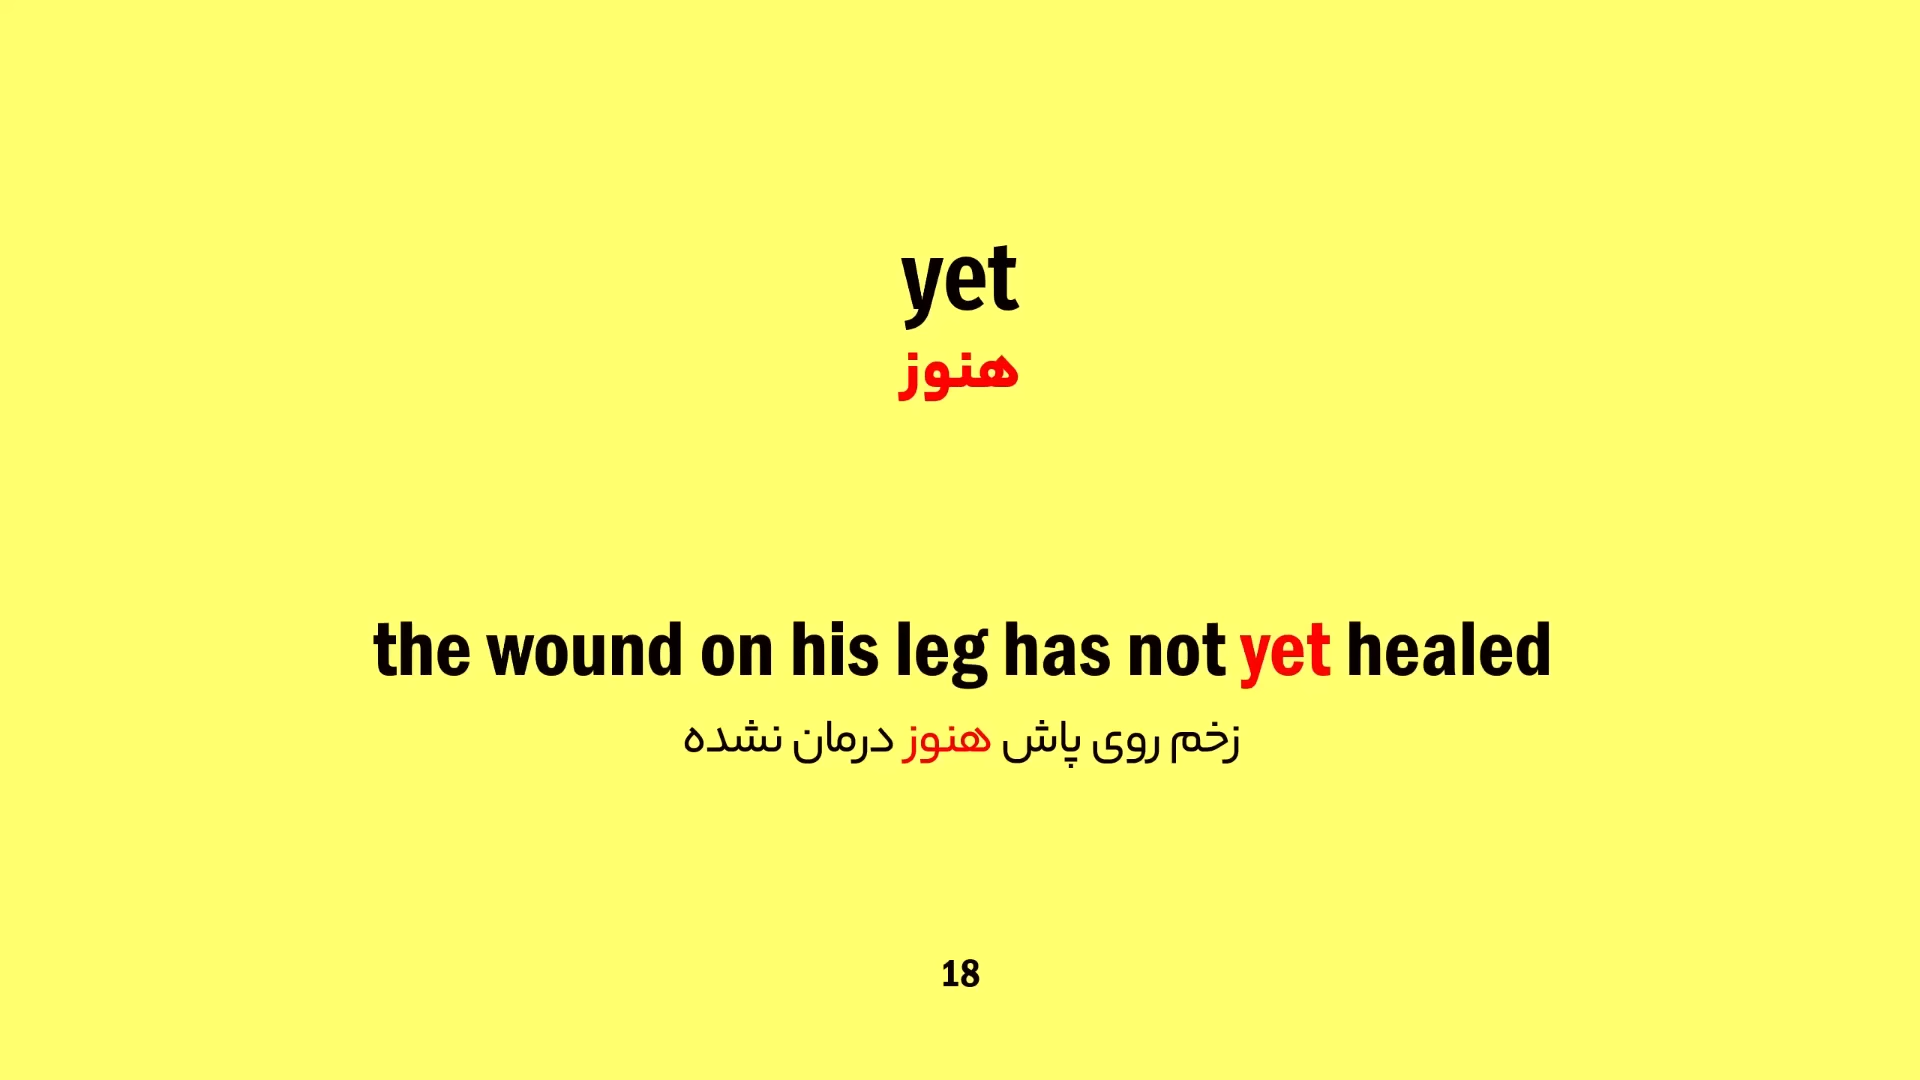 yet
هنوز
the wound on his leg has not yet healed
زخم روی پاش هنوز درمان نشده
18